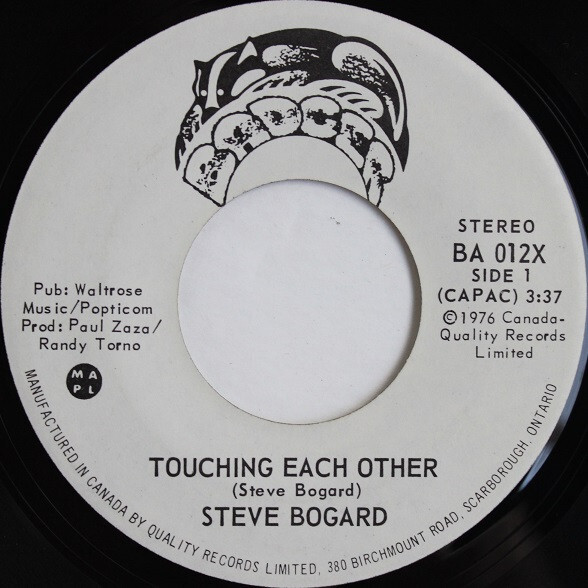 STEREO
BA 012X
SIDE 1
(CAPAC) 3:37
©1976 Canada-
Quality Records
Limited
Pub: Waltrose
Music/Popticom
Prod: Paul Zaza/
Randy Torno
M A
P L
TOUCHING EACH OTHER
(Steve Bogard)
STEVE BOGARD
MANUFACTURED IN CANADA BY QUALITY RECORDS LIMITED, 380 BIRCHMOUNT ROAD, SCARBOROUGH, ONTARIO